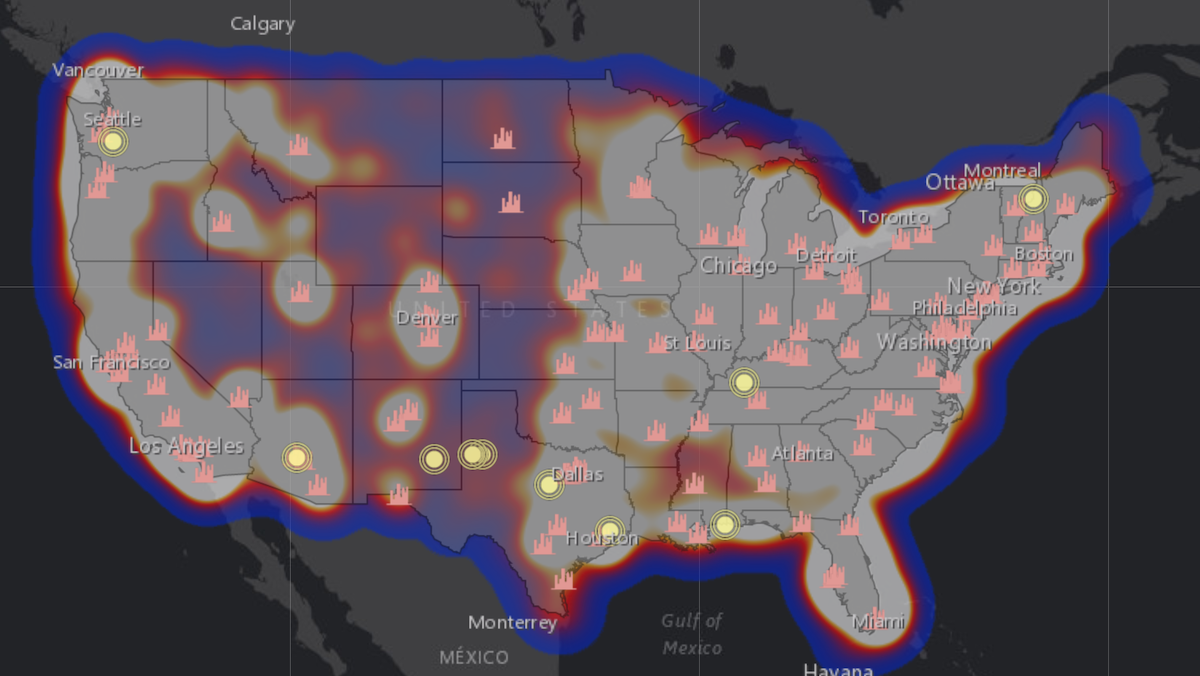 Calgary
Vancouver
Seattle
Montreal
Ottawa
Toronto
Boston
Detroit
Chicago
New York
UNITED STATES
Philadelphia
Denver
St Louis
Washington
San Francisco
Los Angeles
Atlanta
Dallas
Houston
Monterrey
Gulf of
Mexico
Miami
MÉXICO
Havana